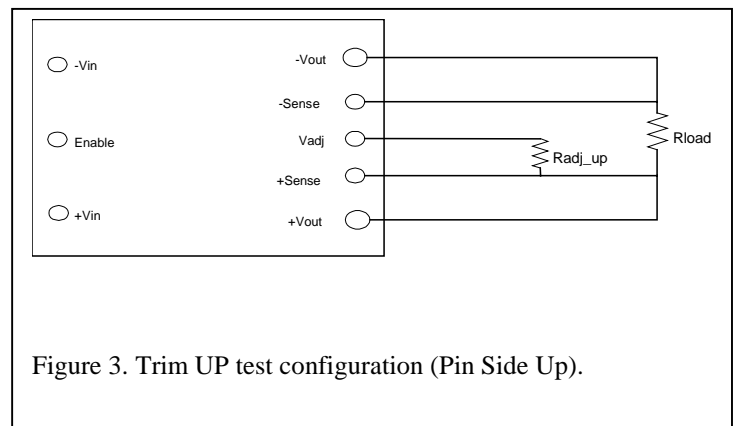 -Vin
-Vout
-Sense
Enable
Vadj
Rload
Radj_up
+Sense
+Vin
+Vout
Figure 3. Trim UP test configuration (Pin Side Up).